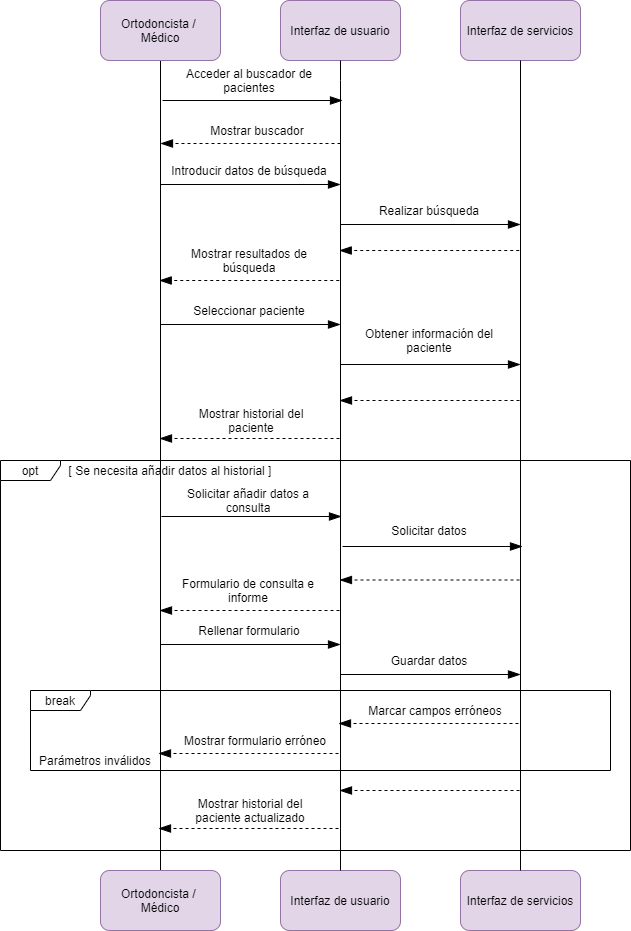 Ortodoncista /
Médico
Interfaz de usuario
Interfaz de servicios
Acceder al buscador de
pacientes
Mostrar buscador
Introducir datos de búsqueda
Realizar búsqueda
Mostrar resultados de
búsqueda
Seleccionar paciente
Obtener información del
paciente
Mostrar historial del
paciente
opt
[ Se necesita añadir datos al historial ]
Solicitar añadir datos a
consulta
Solicitar datos
Formulario de consulta e
informe
Rellenar formulario
Guardar datos
break
Marcar campos erróneos
Mostrar formulario erróneo
Parámetros inválidos
Mostrar historial del
paciente actualizado
Ortodoncista /
Médico
Interfaz de usuario
Interfaz de servicios